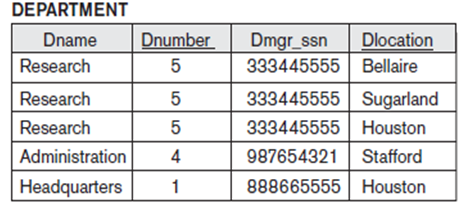 DEPARTMENT
Dname Dnumber Dmgr_ssn Dlocation
Research 5 333445555 Bellaire
Research 5 333445555 Sugarland
Research 5 333445555 Houston
Administration 4 987654321 Stafford
Headquarters 1 888665555 Houston